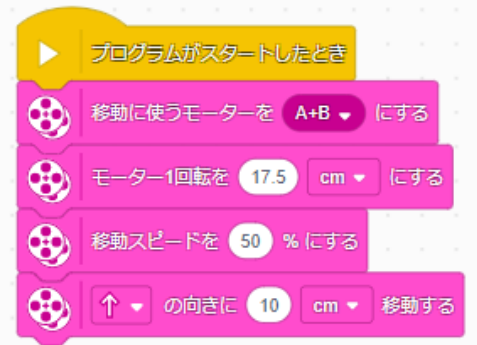 プログラムがスタートしたとき
移動に使うモーターを A+B にする
モーター1回転を 17.5 cm にする
移動スピードを 50 % にする
↑ の向きに 10 cm 移動する